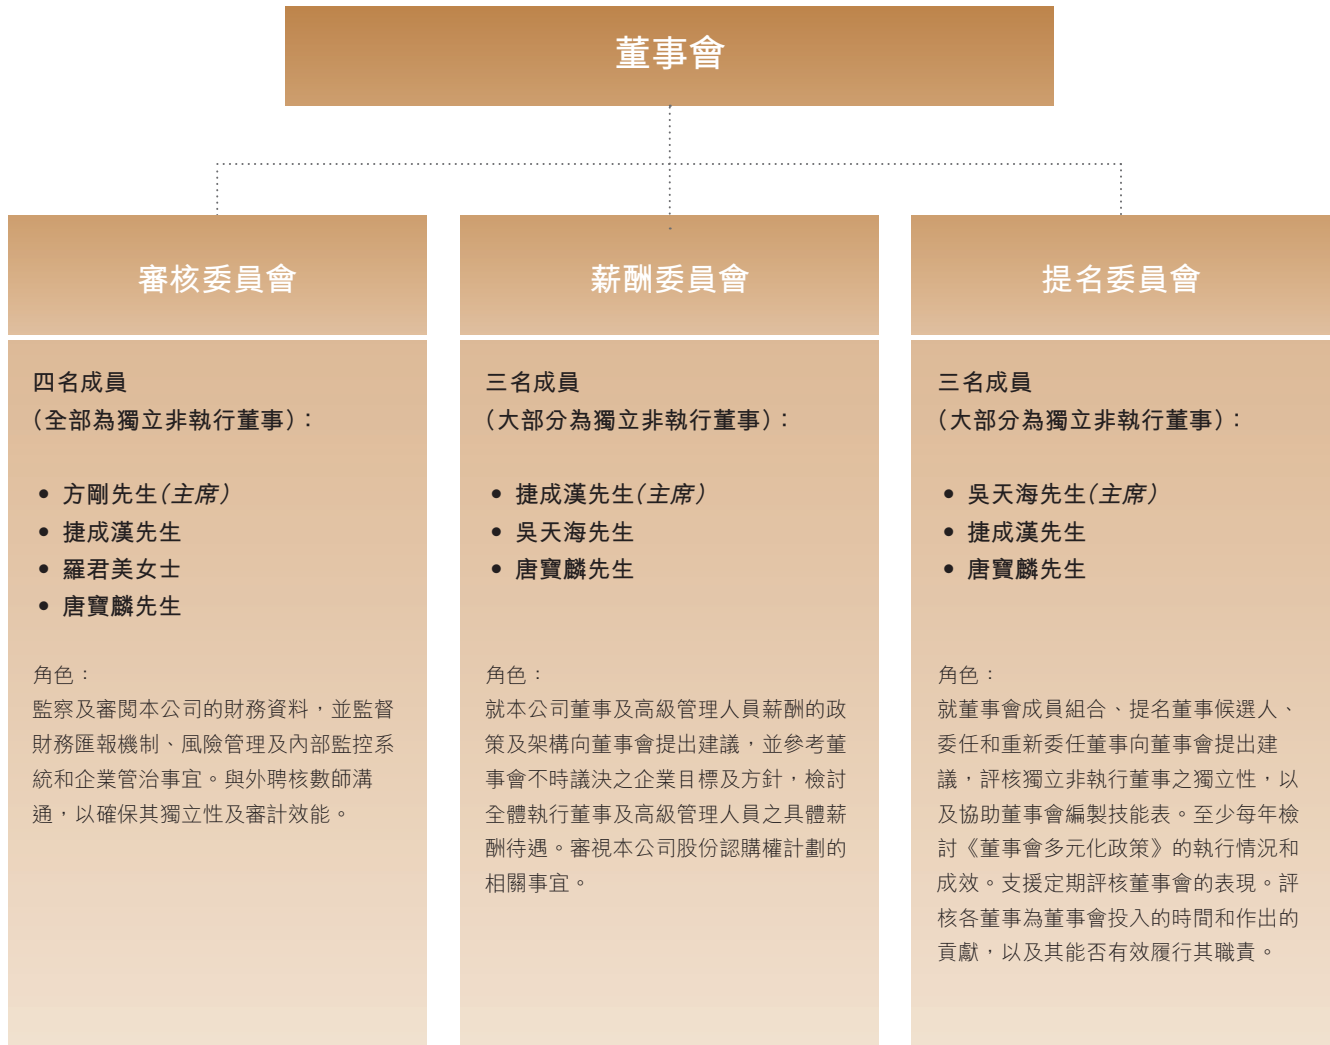 董事會
審核委員會
四名成員
(全部為獨立非執行董事)：
• 方剛先生(主席)
• 捷成漢先生
• 羅君美女士
• 唐寶麟先生
角色：
監察及審閱本公司的財務資料，並監督
財務匯報機制、風險管理及內部監控系
統和企業管治事宜。與外聘核數師溝
通，以確保其獨立性及審計效能。
薪酬委員會
三名成員
(大部分為獨立非執行董事)：
• 捷成漢先生(主席)
• 吳天海先生
• 唐寶麟先生
角色：
就本公司董事及高級管理人員薪酬的政
策及架構向董事會提出建議，並參考董
事會不時議決之企業目標及方針，檢討
全體執行董事及高級管理人員之具體薪
酬待遇。審視本公司股份認購權計劃的
相關事宜。
提名委員會
三名成員
(大部分為獨立非執行董事)：
• 吳天海先生(主席)
• 捷成漢先生
• 唐寶麟先生
角色：
就董事會成員組合、提名董事候選人、
委任和重新委任董事向董事會提出建
議，評核獨立非執行董事之獨立性，以
及協助董事會編製技能表。至少每年檢
討《董事會多元化政策》的執行情況和
成效。支援定期評核董事會的表現。評
核各董事為董事會投入的時間和作出的
貢獻，以及其能否有效履行其職責。